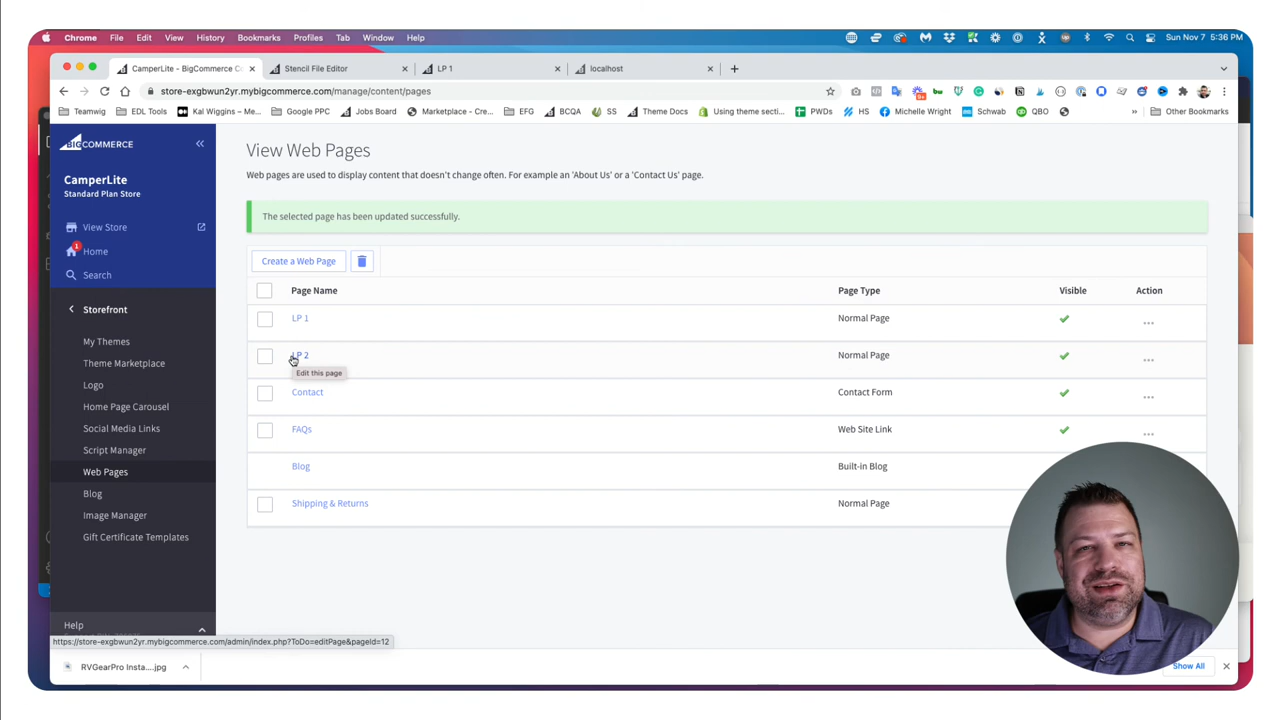 Chrome File Edit View History Bookmarks Profiles Tab Window Help Sun Nov 7 5:36 PM
CamperLite - BigCommerce Co Stencil File Editor LP 1 localhost
store-exgbwun2yr.mybigcommerce.com/manage/content/pages
Teamwig EDL Tools Kal Wiggins – Me... Google PPC Jobs Board Marketplace - Cre... EFG BCQA SS Theme Docs Using theme secti... PWDs HS Michelle Wright Schwab QBO Other Bookmarks
BIGCOMMERCE
CamperLite
Standard Plan Store
View Store
1
Home
Search
Storefront
My Themes
Theme Marketplace
Logo
Home Page Carousel
Social Media Links
Script Manager
Web Pages
Blog
Image Manager
Gift Certificate Templates
Help
View Web Pages
Web pages are used to display content that doesn't change often. For example an 'About Us' or a 'Contact Us' page.
The selected page has been updated successfully.
Create a Web Page
Page Name Page Type Visible Action
LP 1 Normal Page ...
LP 2 Normal Page ...
Edit this page
Contact Contact Form ...
FAQs Web Site Link ...
Blog Built-in Blog
Shipping & Returns Normal Page
https://store-exgbwun2yr.mybigcommerce.com/admin/index.php?ToDo=editPage&pageId=12
RVGearPro Insta....jpg Show All